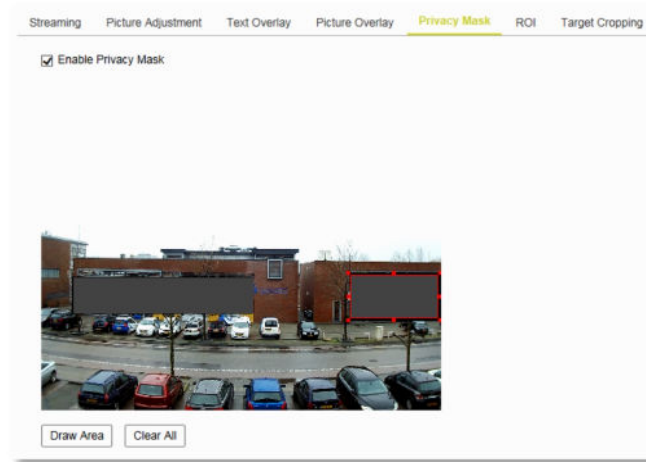 Streaming Picture Adjustment Text Overlay Picture Overlay Privacy Mask ROI Target Cropping
Enable Privacy Mask
Draw Area Clear All